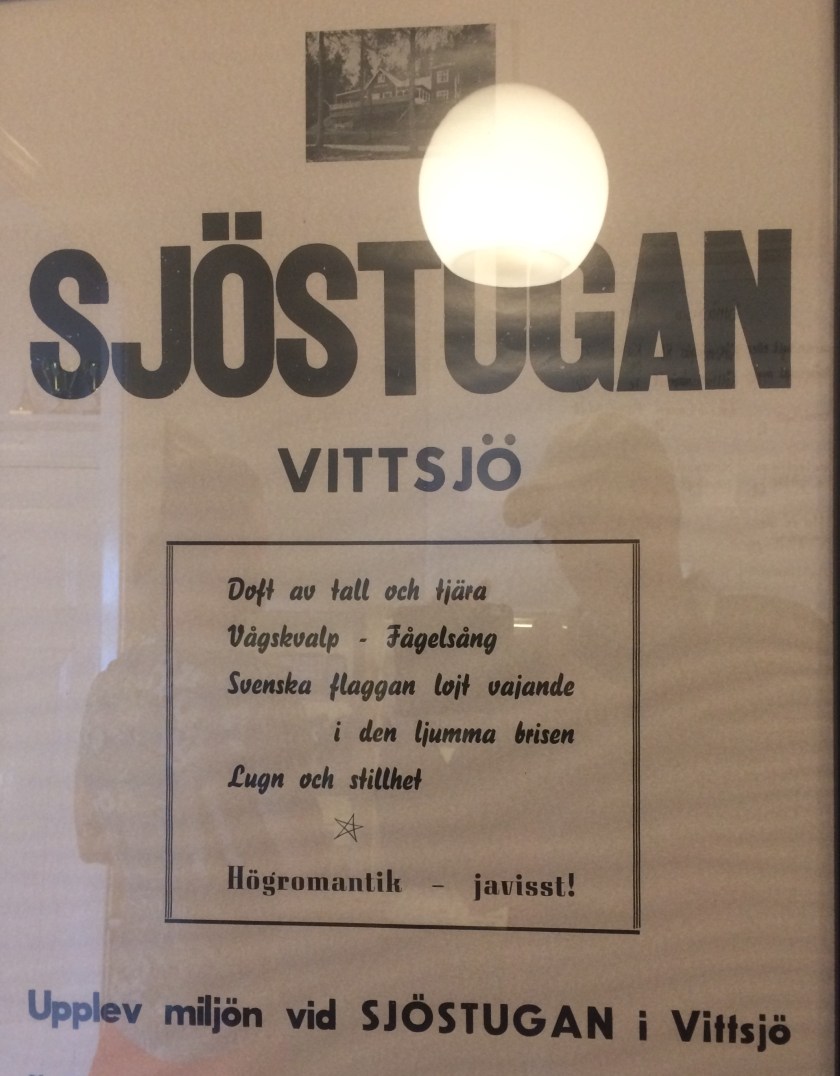 SJÖSTUGAN
VITTSJÖ
Doft av tall och tjära
Vågskvalp - Fågelsång
Svenska flaggan lojt vajande
i den ljumma brisen
Lugn och stillhet
Högromantik - javisst!
Upplev miljön vid SJÖSTUGAN i Vittsjö